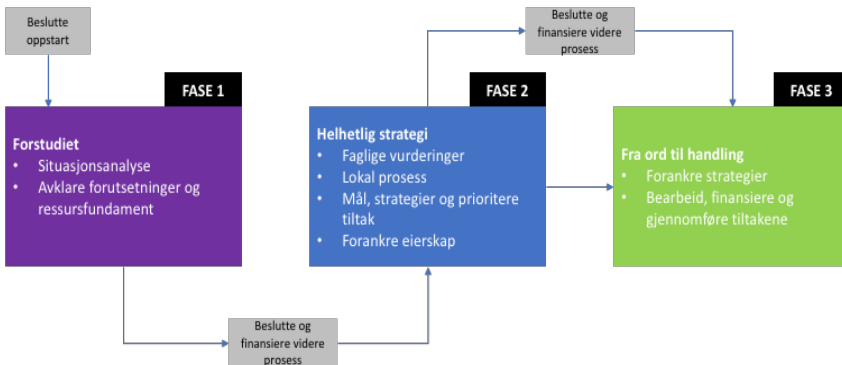 Beslutte
oppstart
FASE 1
Forstudiet
• Situasjonsanalyse
• Avklare forutsetninger og
ressursfundament
Beslutte og
finansiere videre
prosess
FASE 2
Helhetlig strategi
• Faglige vurderinger
• Lokal prosess
• Mål, strategier og prioritere
tiltak
• Forankre eierskap
Beslutte og
finansiere videre
prosess
FASE 3
Fra ord til handling
• Forankre strategier
• Bearbeid, finansiere og
gjennomføre tiltakene